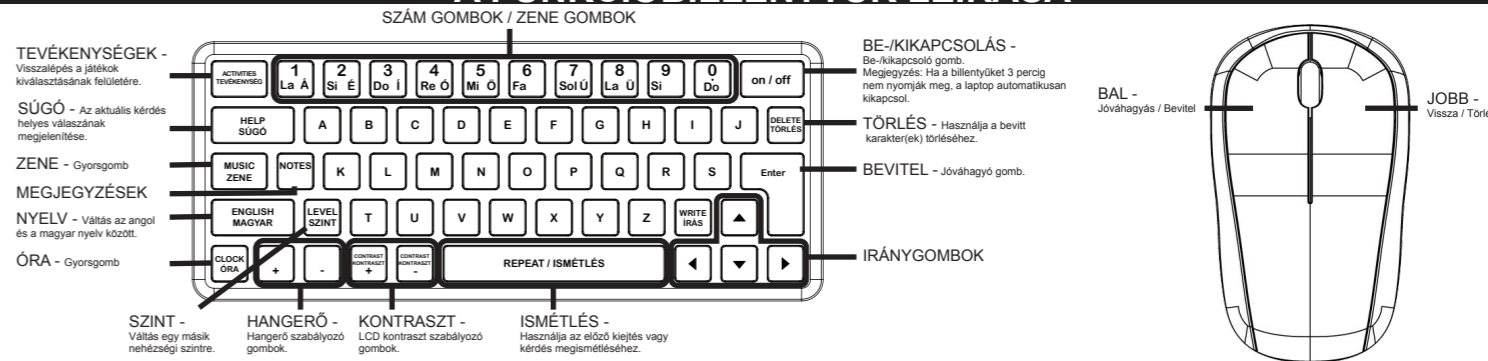 A FUNKCIÓBILLENTYŰK LEÍRÁSA
SZÁM GOMBOK / ZENE GOMBOK
TEVÉKENYSÉGEK -
Visszalépés a játékok
kiválasztásának felületére.
SÚGÓ - Az aktuális kérdés
helyes válaszának
megjelenítése.
ZENE - Gyorsgomb
MEGJEGYZÉSEK
NYELV - Váltás az angol
és a magyar nyelv között.
ÓRA - Gyorsgomb
ACTIVITIES
TEVÉKENYSÉG
1 2 3 4 5 6 7 8 9 0
La Á Si É Do Í Re Ó Mi Ö Fa Sol Ú La Ü Si Do
on / off
HELP
SÚGÓ
A B C D E F G H I J
DELETE
TÖRLÉS
MUSIC
ZENE
NOTES
K L M N O P Q R S
Enter
ENGLISH
MAGYAR
LEVEL
SZINT
T U V W X Y Z
WRITE
ÍRÁS
CLOCK
ÓRA
+ -
CONTRAST
KONTRASZT
+
CONTRAST
KONTRASZT
-
REPEAT / ISMÉTLÉS
BE-/KIKAPCSOLÁS -
Be-/kikapcsoló gomb.
Megjegyzés: Ha a billentyűket 3 percig
nem nyomják meg, a laptop automatikusan
kikapcsol.
TÖRLÉS - Használja a bevitt
karakter(ek) törléséhez.
BEVITEL - Jóváhagyó gomb.
IRÁNYGOMBOK
SZINT -
Váltás egy másik
nehézségi szintre.
HANGERŐ -
Hangerő szabályozó
gombok.
KONTRASZT -
LCD kontraszt szabályozó
gombok.
ISMÉTLÉS -
Használja az előző kiejtés vagy
kérdés megismétléséhez.
BAL -
Jóváhagyás / Bevitel
JOBB -
Vissza / Törlé